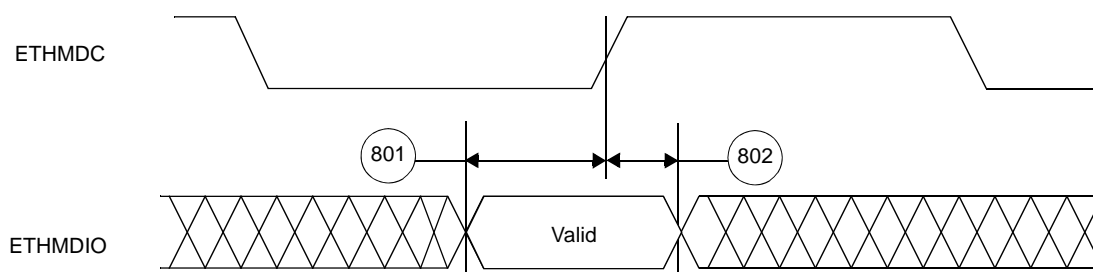 ETHMDC
801
802
ETHMDIO
Valid